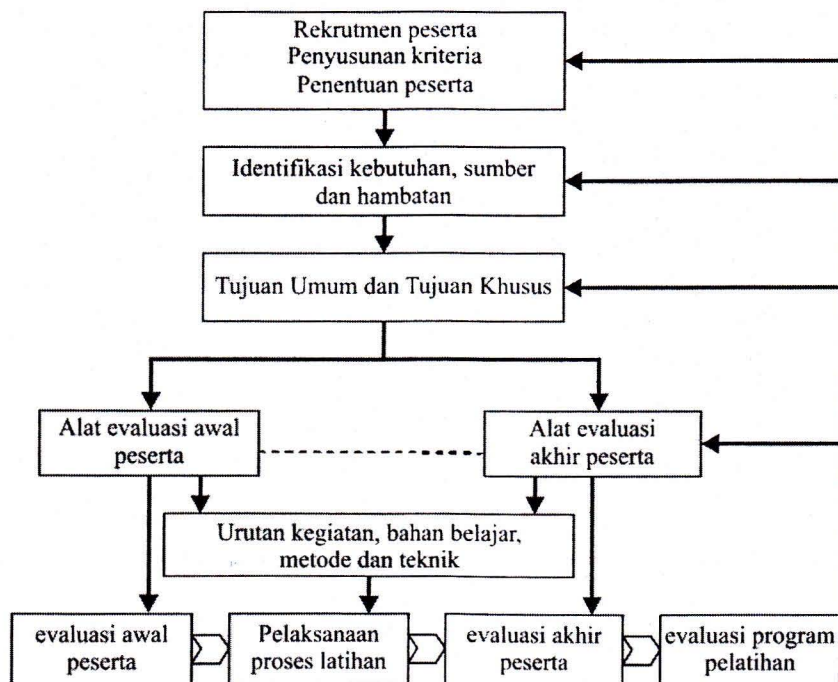 Rekrutmen peserta
Penyusunan kriteria
Penentuan peserta
Identifikasi kebutuhan, sumber
dan hambatan
Tujuan Umum dan Tujuan Khusus
Alat evaluasi awal
peserta
Alat evaluasi
akhir peserta
Urutan kegiatan, bahan belajar,
metode dan teknik
evaluasi awal
peserta
Pelaksanaan
proses latihan
evaluasi akhir
peserta
evaluasi program
pelatihan